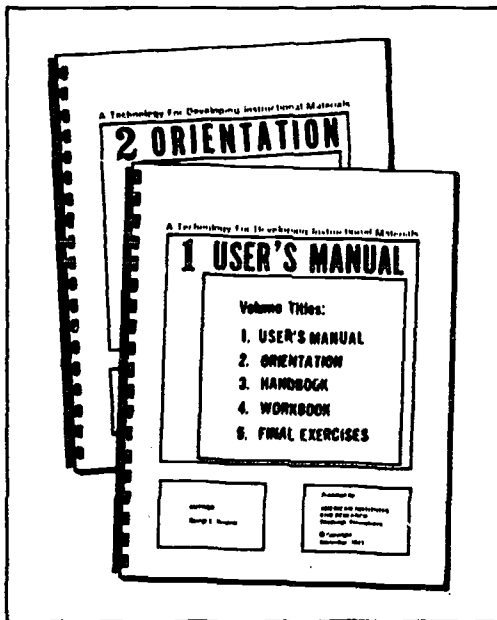 A Technology For Developing Instructional Materials
2 ORIENTATION
A Technology For Developing Instructional Materials
1 USER'S MANUAL
Volume Titles:
1. USER'S MANUAL
2. ORIENTATION
3. HANDBOOK
4. WORKBOOK
5. FINAL EXERCISES